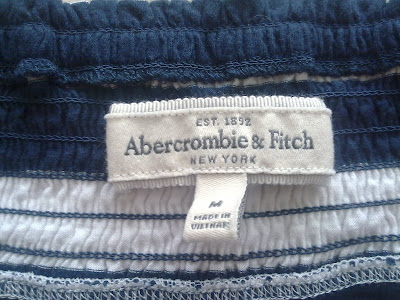 EST. 1892
Abercrombie & Fitch
NEW YORK
M
MADE IN
VIETNAM